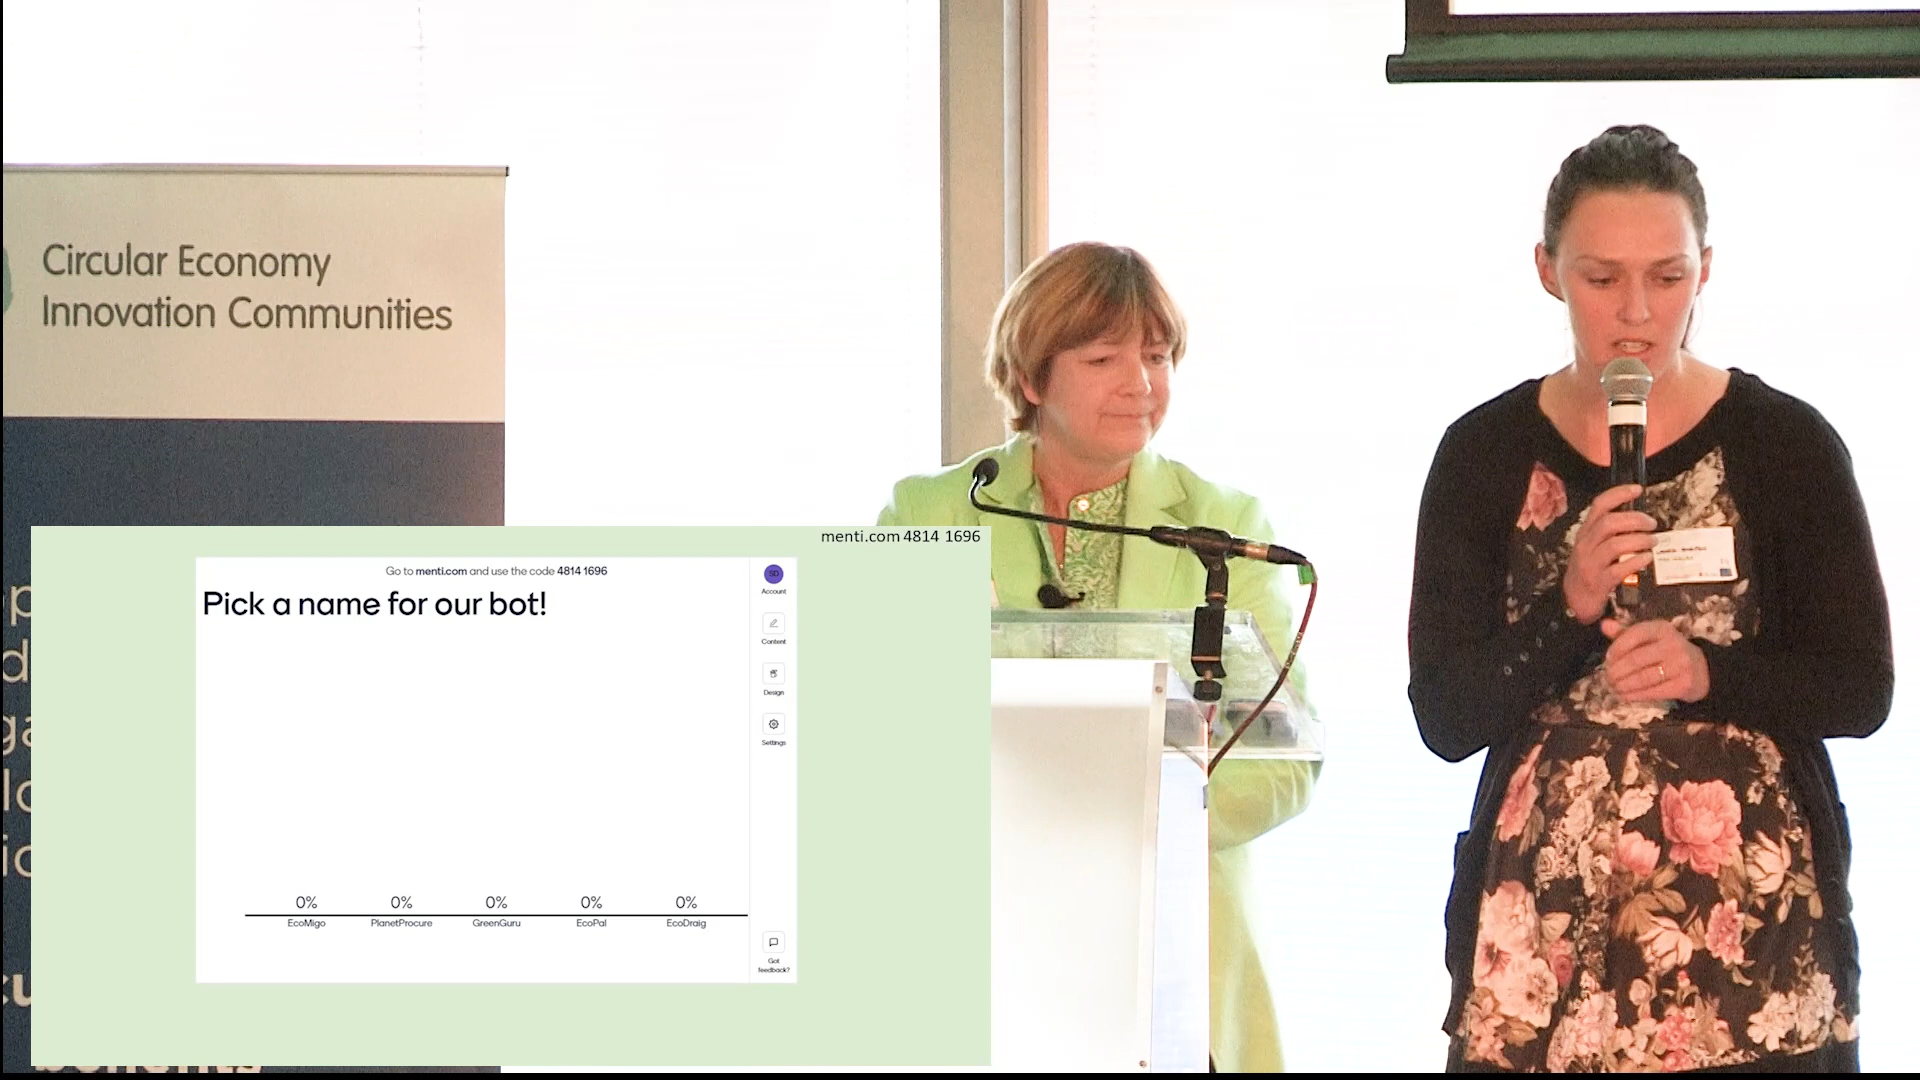 Circular Economy
Innovation Communities
menti.com 4814 1696
Go to menti.com and use the code 4814 1696
Pick a name for our bot!
SD
Account
Content
Design
Settings
0% 0% 0% 0% 0%
EcoMigo PlanetProcure GreenGuru EcoPal EcoDraig
Got
feedback?